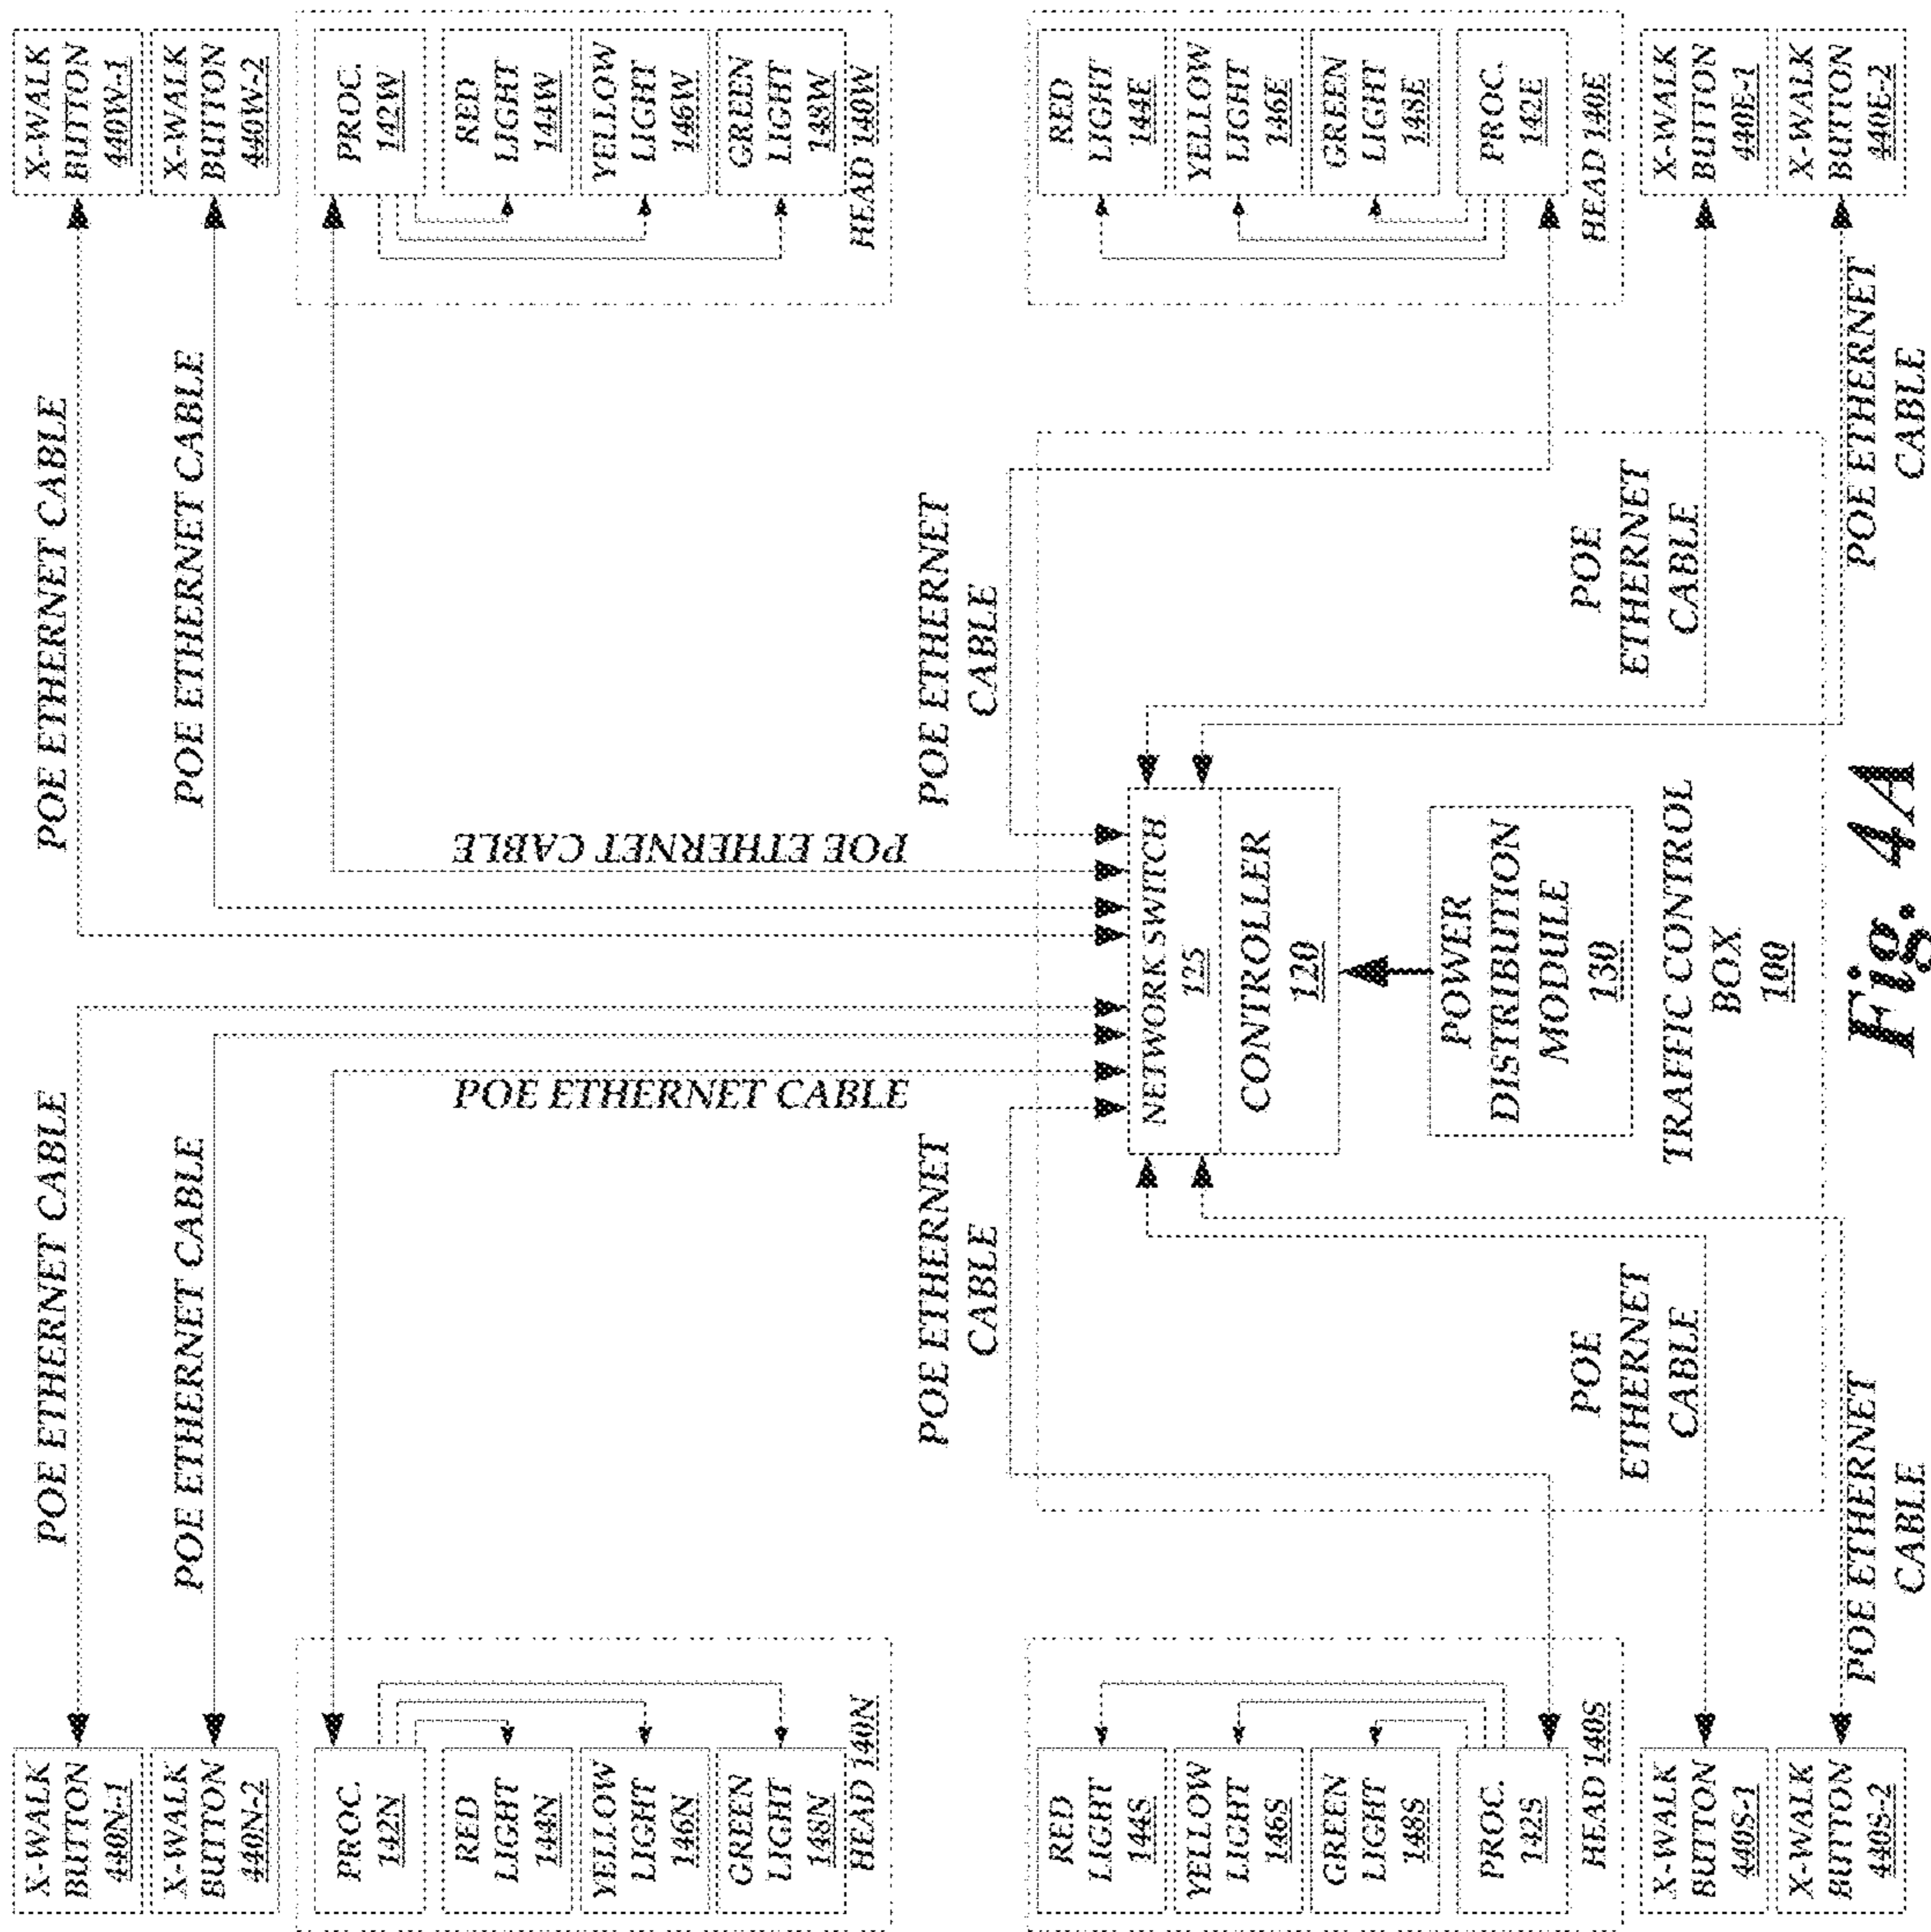 X-WALK
BUTTON
440N-1
X-WALK
BUTTON
440N-2
PROC.
142N
RED
LIGHT
144N
YELLOW
LIGHT
146N
GREEN
LIGHT
148N
HEAD 140N
RED
LIGHT
144S
YELLOW
LIGHT
146S
GREEN
LIGHT
148S
PROC.
142S
HEAD 140S
X-WALK
BUTTON
440S-1
X-WALK
BUTTON
440S-2
POE ETHERNET CABLE
POE ETHERNET CABLE
POE ETHERNET CABLE
POE ETHERNET
CABLE
POE
ETHERNET
CABLE
POE ETHERNET
CABLE
NETWORK SWITCH
125
CONTROLLER
120
POWER
DISTRIBUTION
MODULE
130
TRAFFIC CONTROL
BOX
100
POE ETHERNET CABLE
POE ETHERNET CABLE
POE ETHERNET CABLE
POE ETHERNET
CABLE
POE
ETHERNET
CABLE
POE ETHERNET
CABLE
X-WALK
BUTTON
440W-1
X-WALK
BUTTON
440W-2
PROC.
142W
RED
LIGHT
144W
YELLOW
LIGHT
146W
GREEN
LIGHT
148W
HEAD 140W
RED
LIGHT
144E
YELLOW
LIGHT
146E
GREEN
LIGHT
148E
PROC.
142E
HEAD 140E
X-WALK
BUTTON
440E-1
X-WALK
BUTTON
440E-2
Fig. 4A